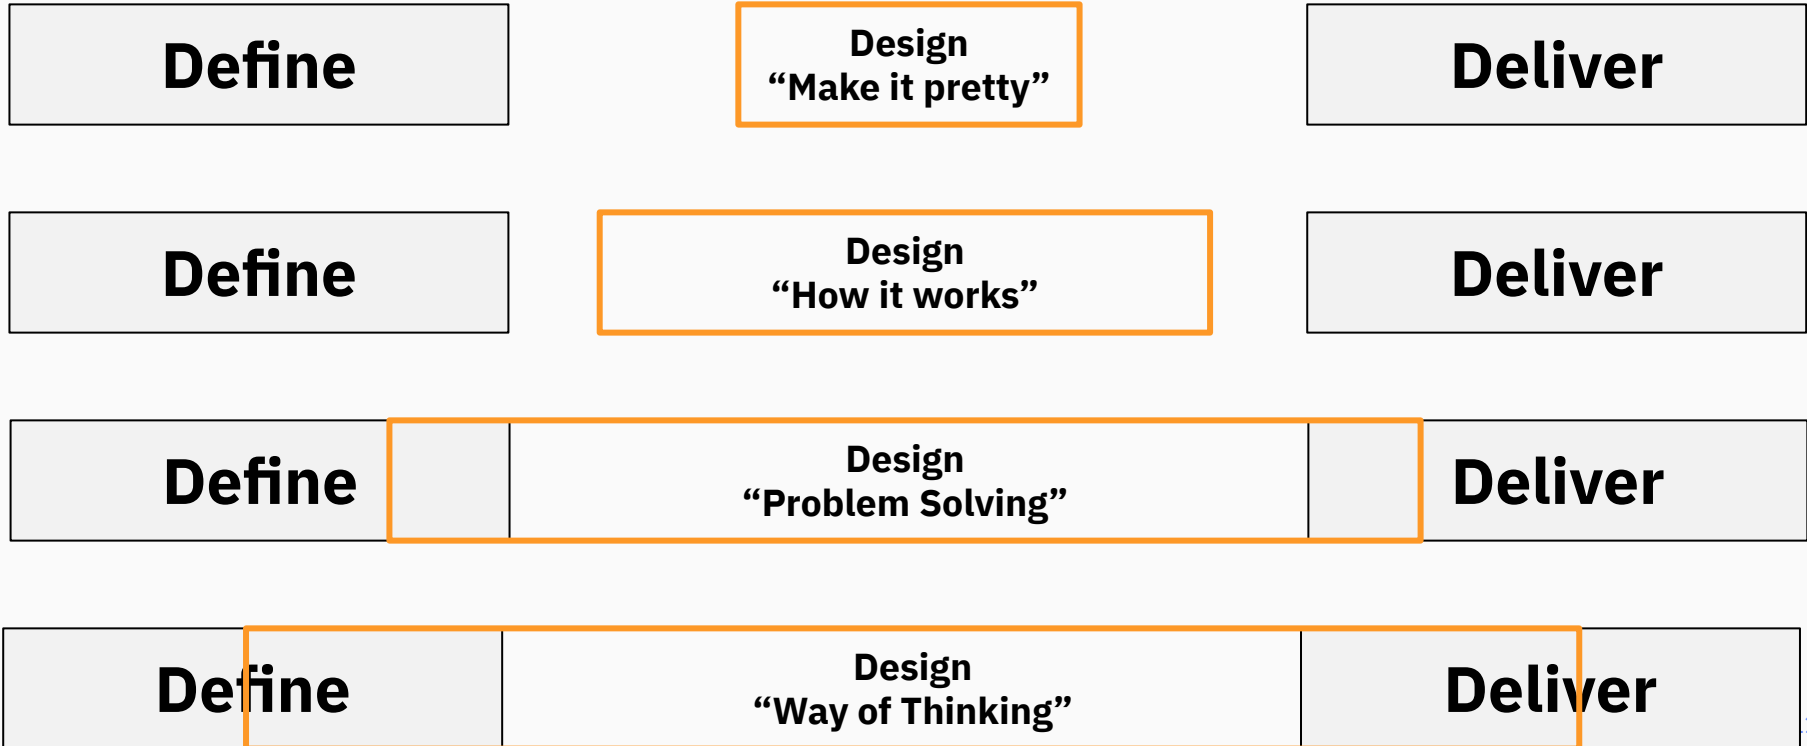 Define
Design
“Make it pretty”
Deliver
Define
Design
“How it works”
Deliver
Define
Design
“Problem Solving”
Deliver
Define
Design
“Way of Thinking”
Deliver